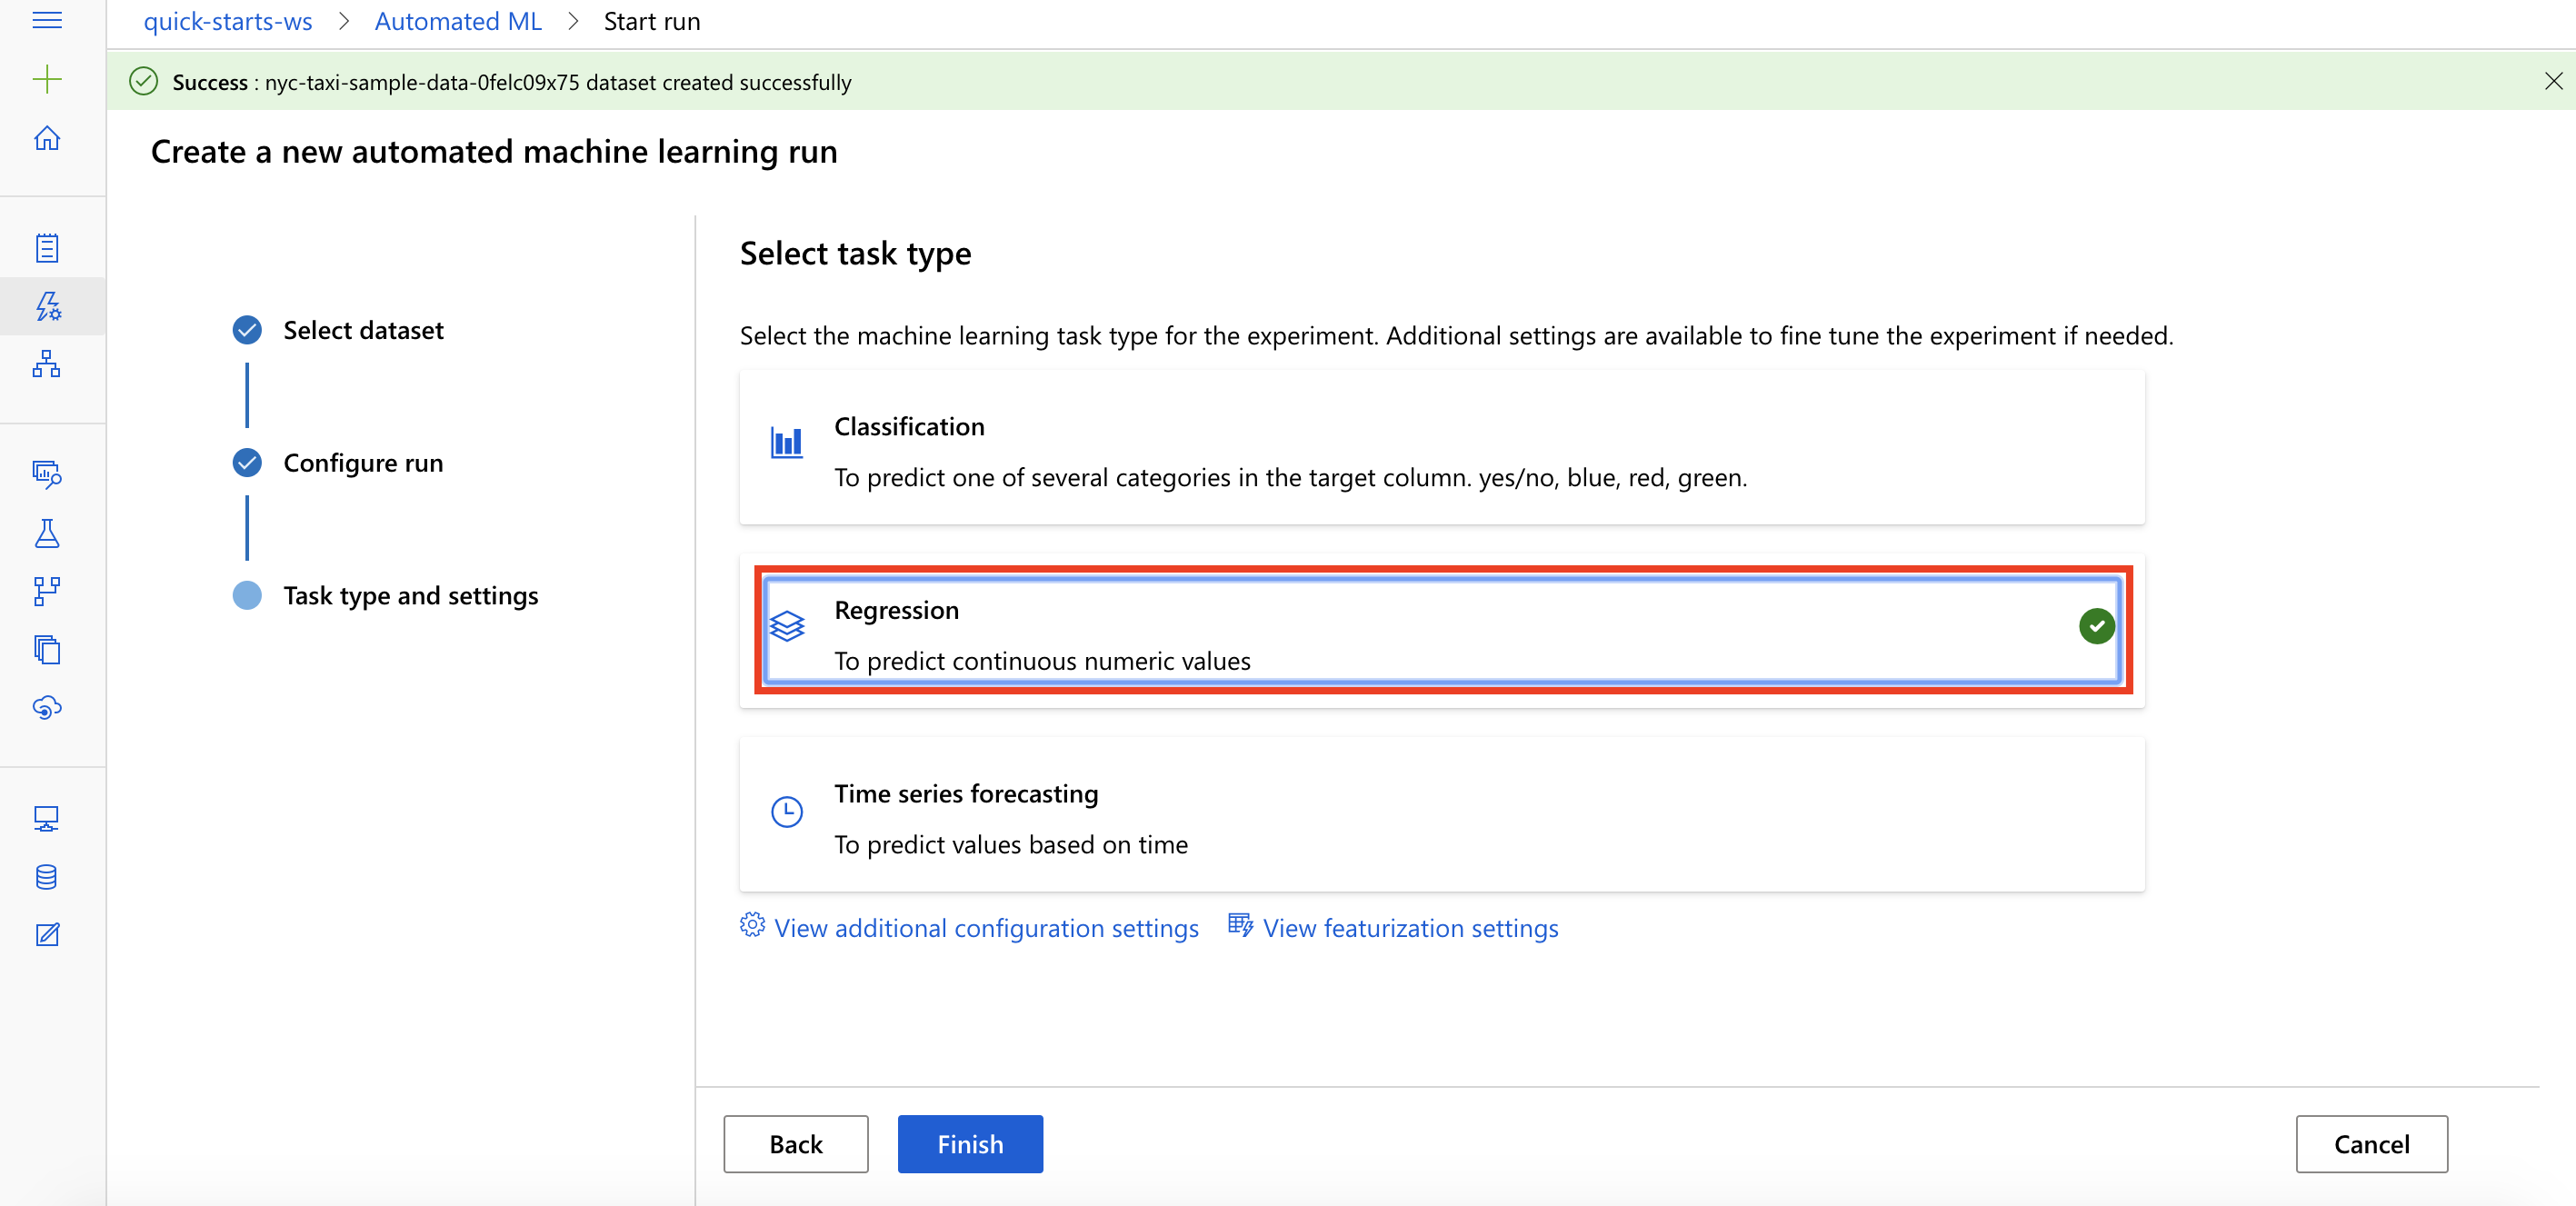 quick-starts-ws > Automated ML > Start run
Success : nyc-taxi-sample-data-0felc09x75 dataset created successfully
Create a new automated machine learning run
Select dataset
Configure run
Task type and settings
Select task type
Select the machine learning task type for the experiment. Additional settings are available to fine tune the experiment if needed.
Classification
To predict one of several categories in the target column. yes/no, blue, red, green.
Regression
To predict continuous numeric values
Time series forecasting
To predict values based on time
View additional configuration settings View featurization settings
Back Finish Cancel